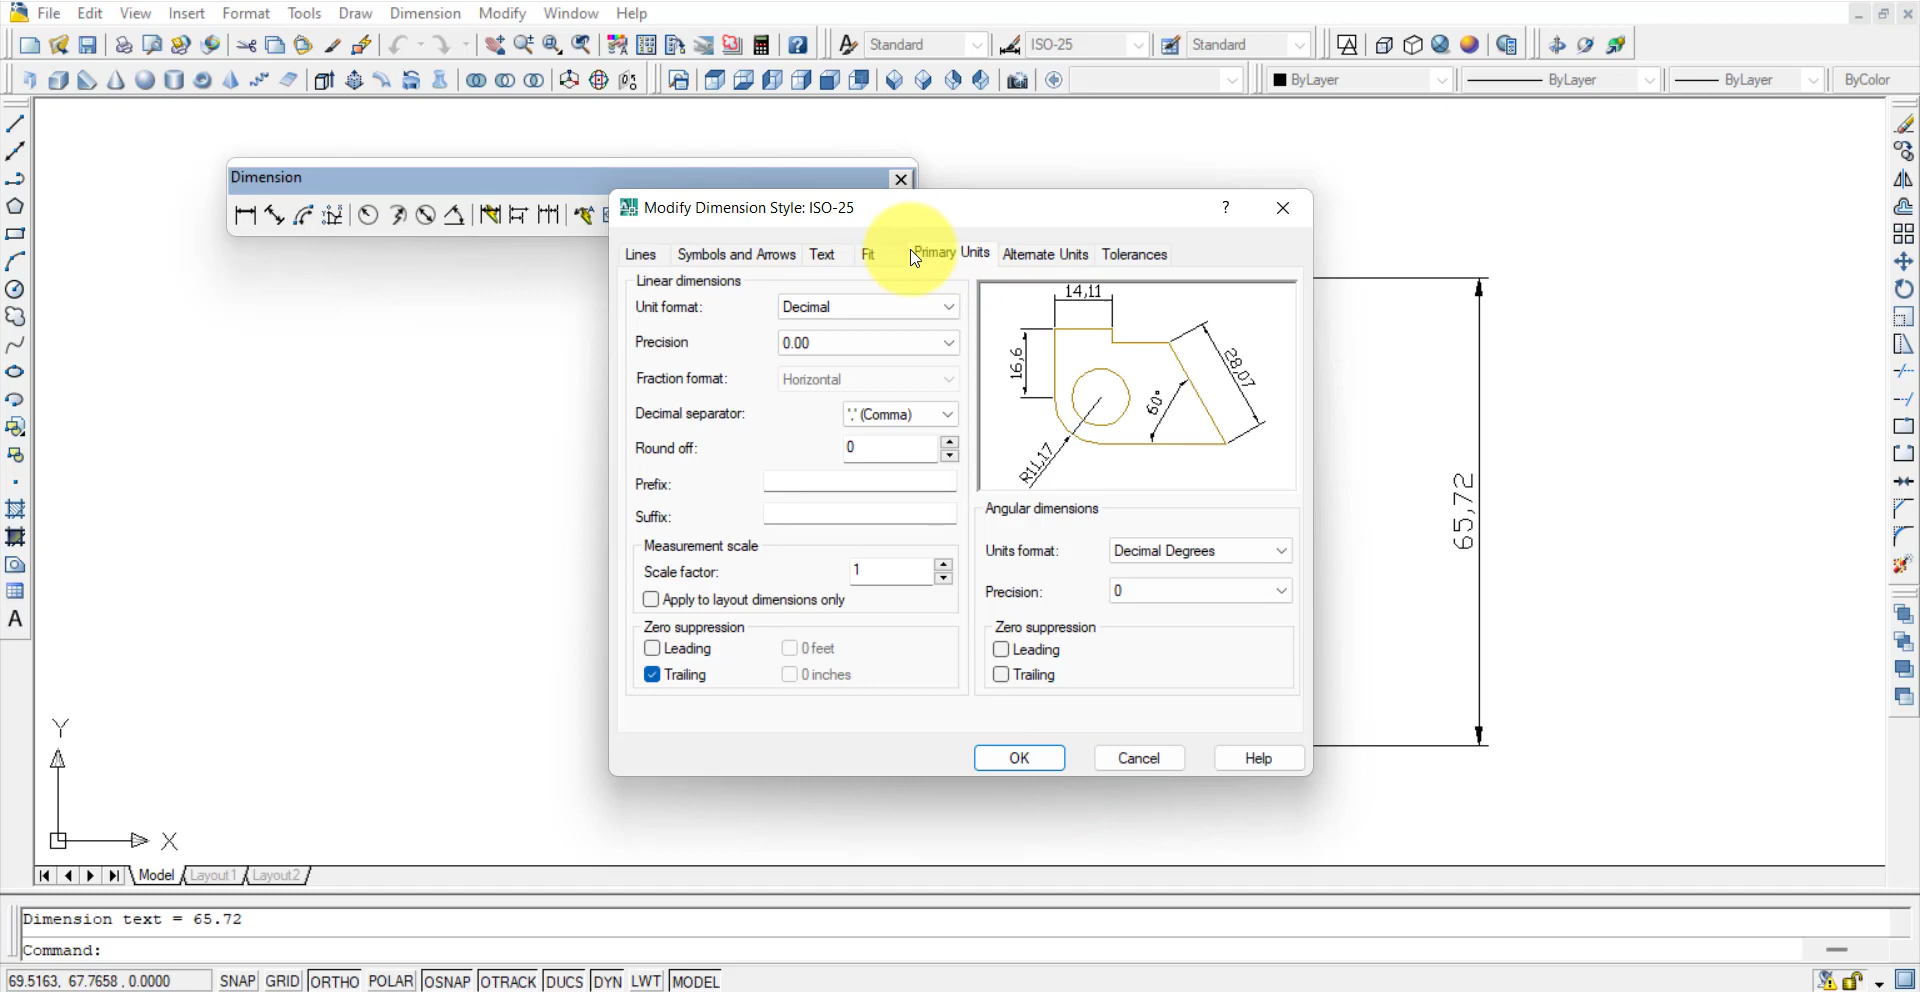 File Edit View Insert Format Tools Draw Dimension Modify Window Help
Standard ISO-25 Standard
ByLayer ByLayer ByLayer ByColor
Dimension
Modify Dimension Style: ISO-25
Lines Symbols and Arrows Text Fit Primary Units Alternate Units Tolerances
Linear dimensions
Unit format: Decimal
Precision 0.00
Fraction format: Horizontal
Decimal separator: ',' (Comma)
Round off: 0
Prefix:
Suffix:
Measurement scale
Scale factor: 1
Apply to layout dimensions only
Zero suppression
Leading 0 feet
Trailing 0 inches
14,11
16,6
28,07
60°
R11,17
Angular dimensions
Units format: Decimal Degrees
Precision: 0
Zero suppression
Leading
Trailing
OK Cancel Help
65,72
Y
X
Model Layout1 Layout2
Dimension text = 65.72
Command:
69.5163, 67.7658 , 0.0000 SNAP GRID ORTHO POLAR OSNAP OTRACK DUCS DYN LWT MODEL